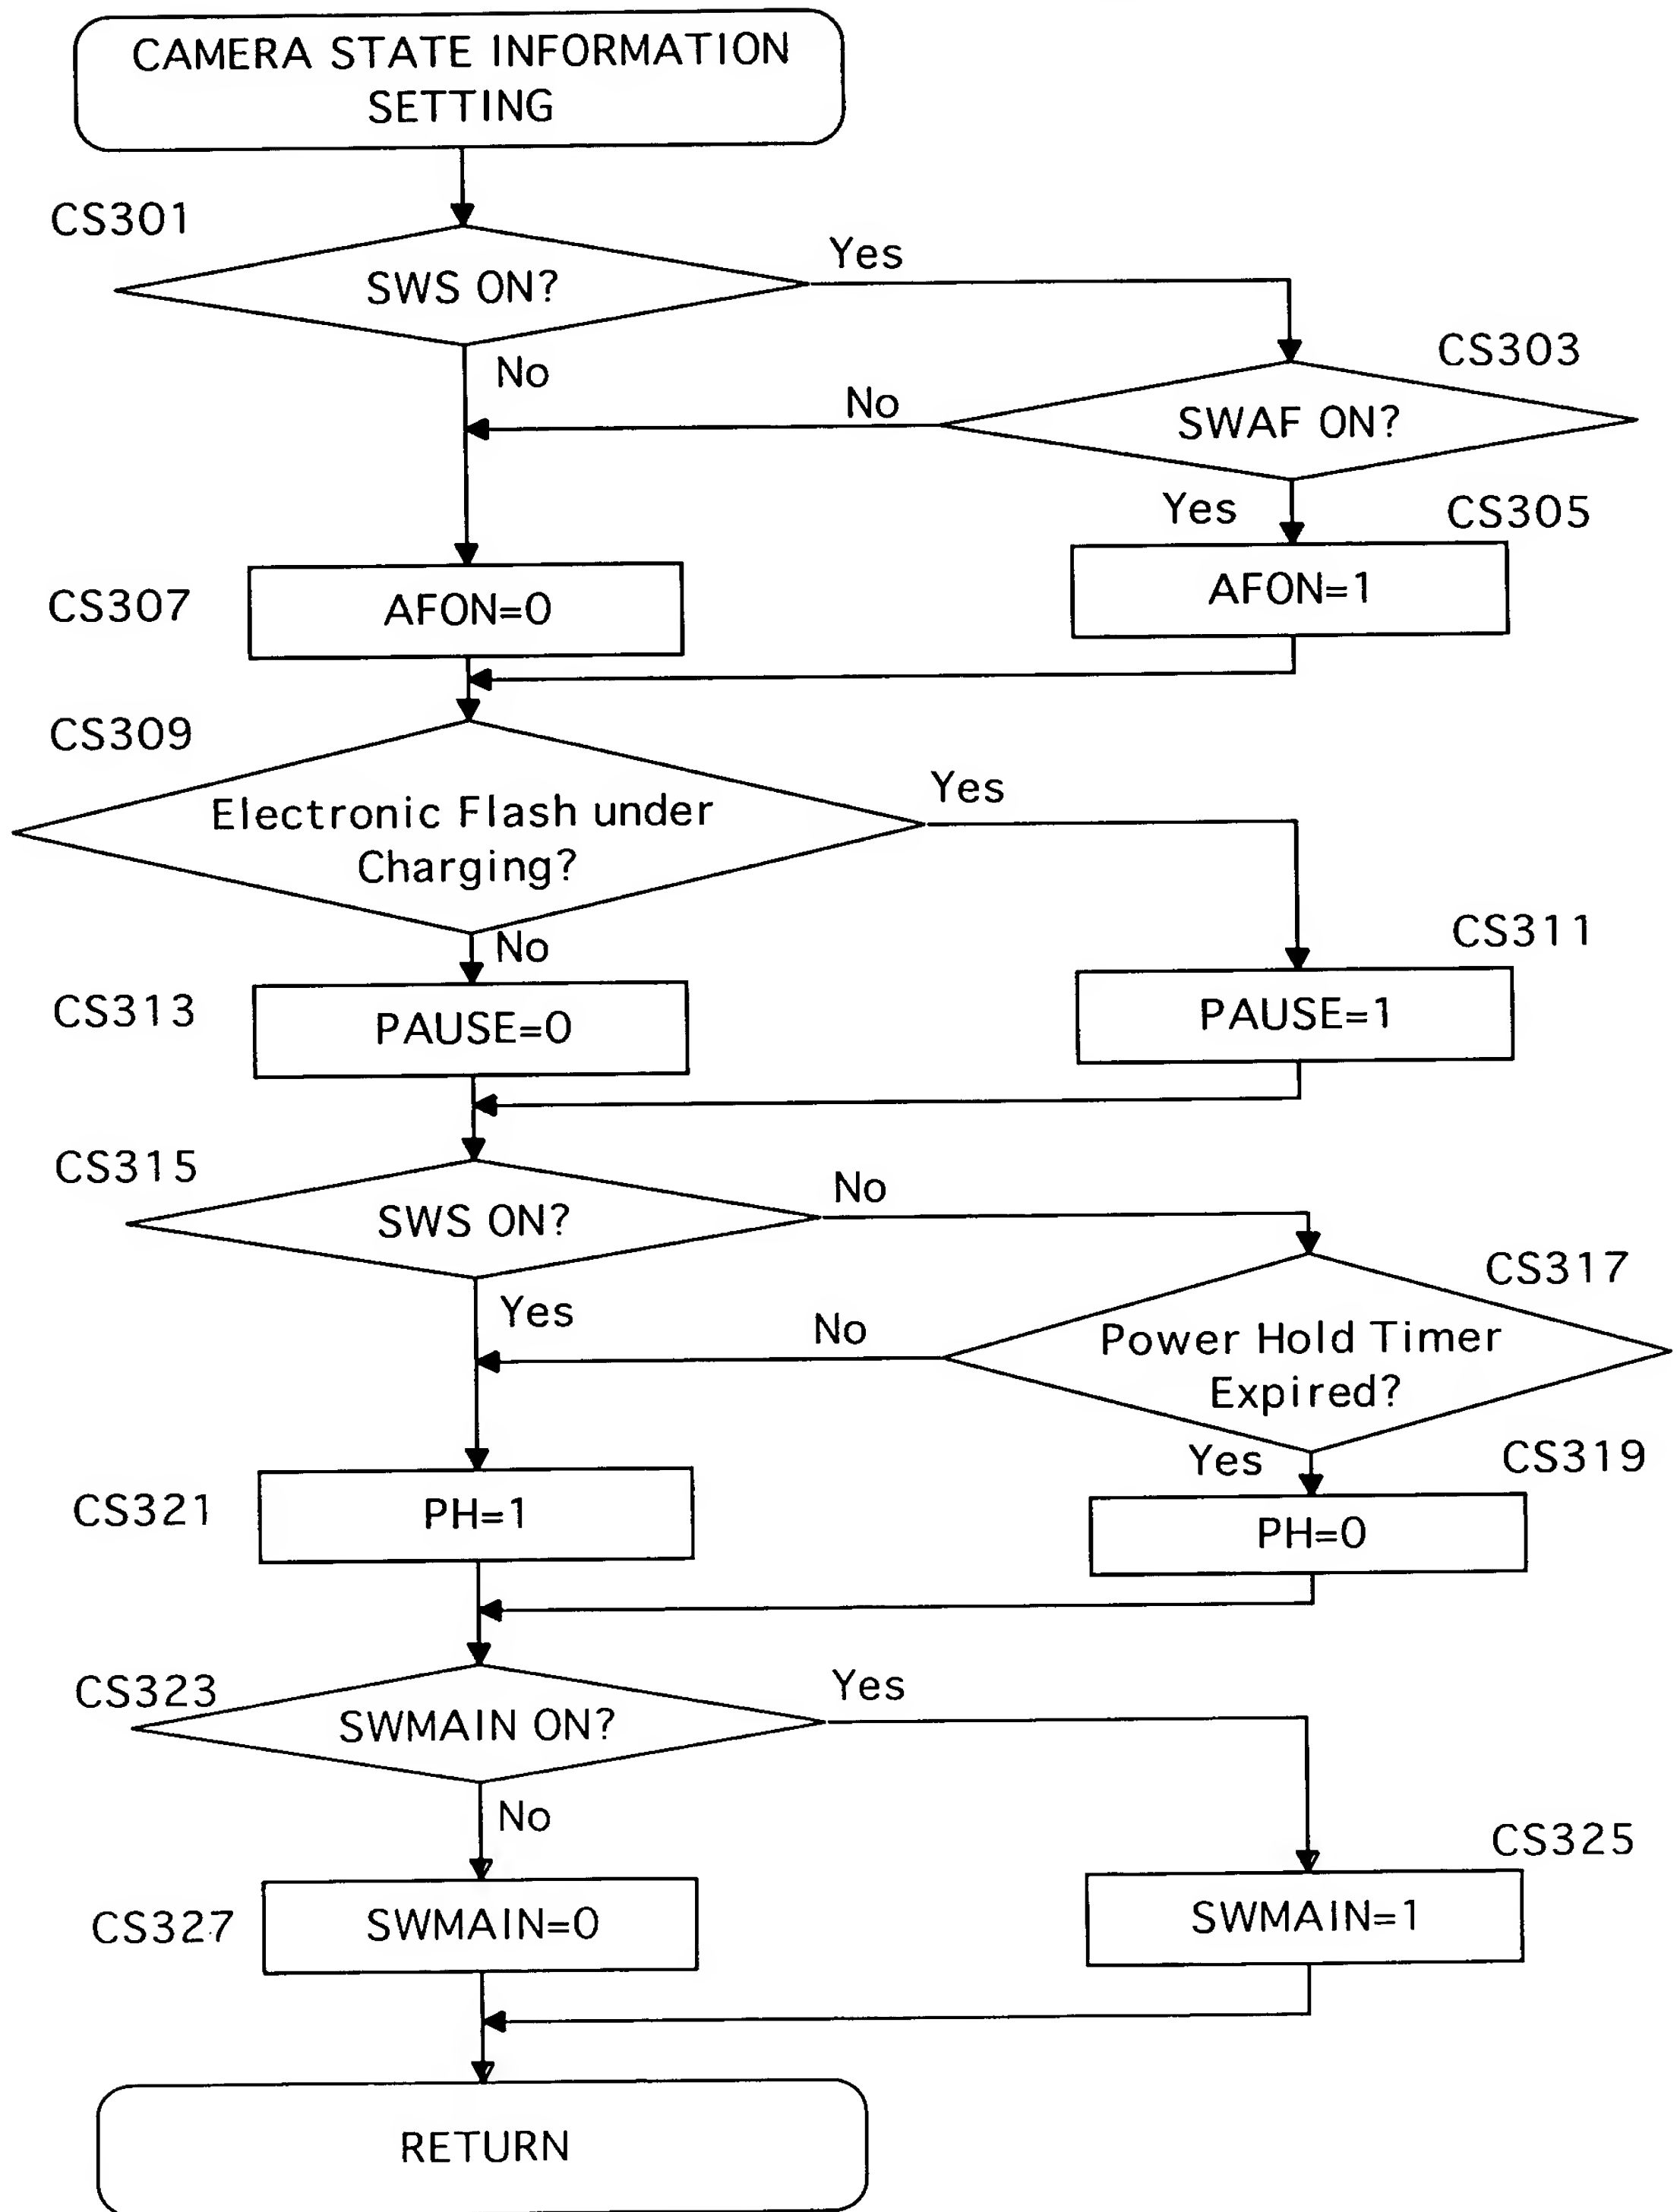 CAMERA STATE INFORMATION
SETTING
CS301
SWS ON?
Yes
No
CS303
SWAF ON?
No
Yes
CS305
AFON=1
CS307
AFON=0
CS309
Electronic Flash under
Charging?
Yes
No
CS311
PAUSE=1
CS313
PAUSE=0
CS315
SWS ON?
No
Yes
CS317
Power Hold Timer
Expired?
No
Yes
CS319
PH=0
CS321
PH=1
CS323
SWMAIN ON?
Yes
No
CS325
SWMAIN=1
CS327
SWMAIN=0
RETURN